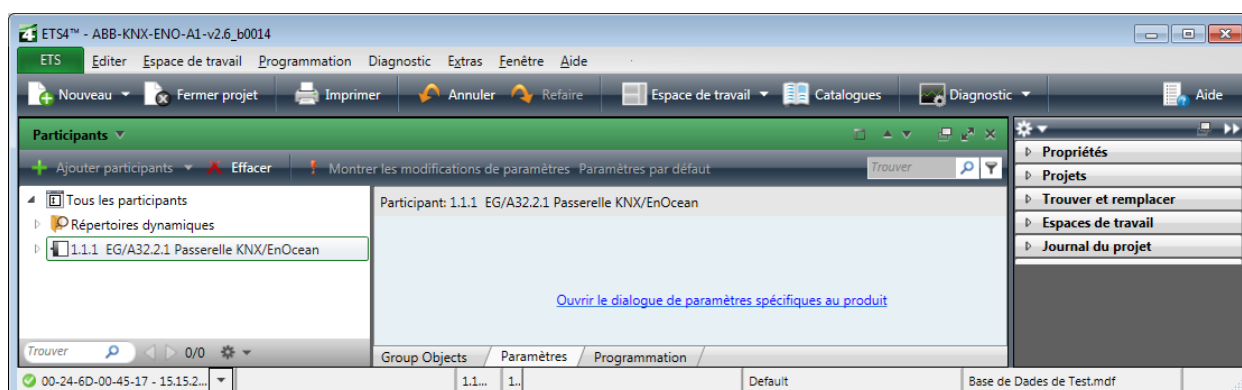 ETS4™ - ABB-KNX-ENO-A1-v2.6_b0014
ETS Editer Espace de travail Programmation Diagnostic Extras Fenêtre Aide
Nouveau Fermer projet Imprimer Annuler Refaire Espace de travail Catalogues Diagnostic Aide
Participants
Ajouter participants Effacer Montrer les modifications de paramètres Paramètres par défaut Trouver
Tous les participants
Répertoires dynamiques
1.1.1 EG/A32.2.1 Passerelle KNX/EnOcean
Trouver 0/0
Participant: 1.1.1 EG/A32.2.1 Passerelle KNX/EnOcean
Ouvrir le dialogue de paramètres spécifiques au produit
Group Objects Paramètres Programmation
Propriétés
Projets
Trouver et remplacer
Espaces de travail
Journal du projet
00-24-6D-00-45-17 - 15.15.2... 1.1... 1.. Default Base de Dades de Test.mdf